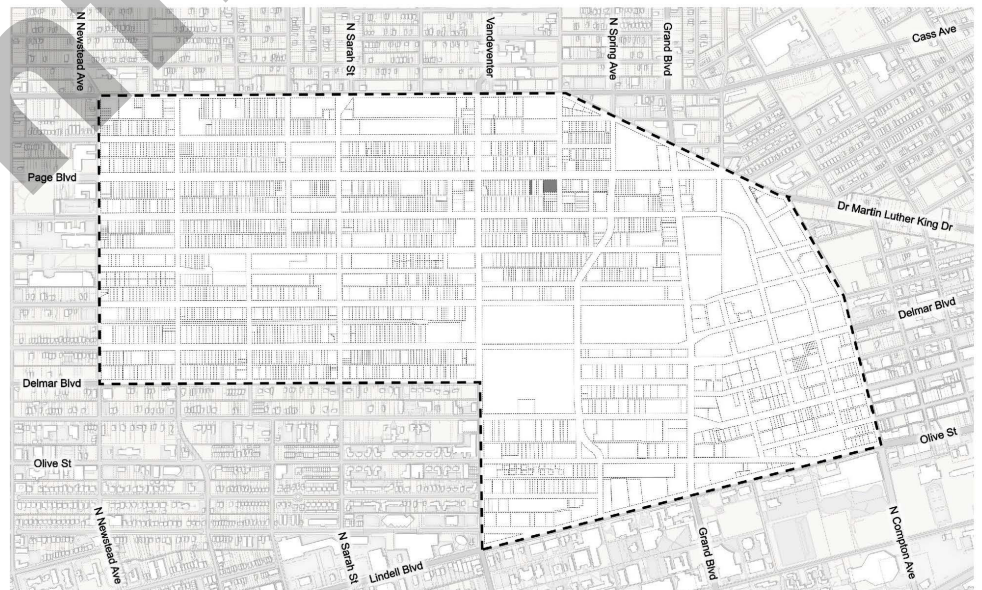 N Newstead Ave
N Sarah St
Vandeventer
N Spring Ave
Grand Blvd
Cass Ave
Page Blvd
Dr Martin Luther King Dr
Delmar Blvd
Delmar Blvd
Olive St
Olive St
N Newstead Ave
N Sarah St
Lindell Blvd
Grand Blvd
N Compton Ave